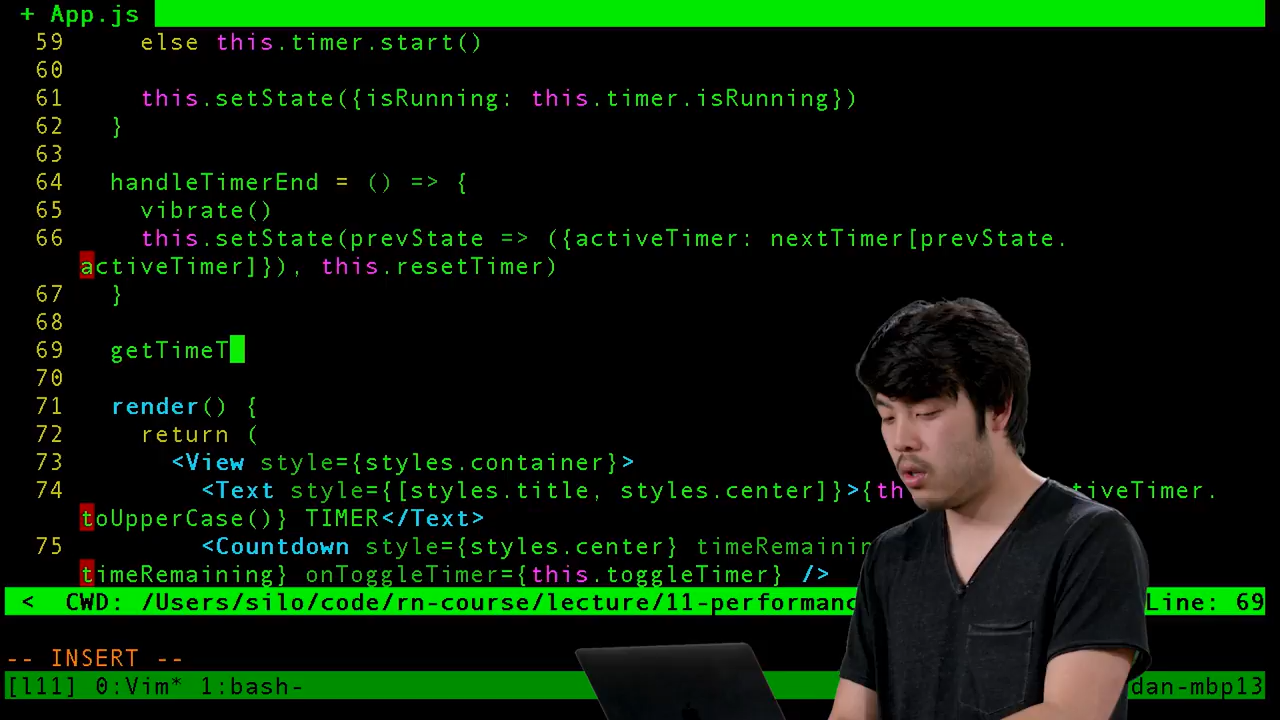 + App.js
59 else this.timer.start()
60
61 this.setState({isRunning: this.timer.isRunning})
62 }
63
64 handleTimerEnd = () => {
65 vibrate()
66 this.setState(prevState => ({activeTimer: nextTimer[prevState.
activeTimer]}), this.resetTimer)
67 }
68
69 getTimeT
70
71 render() {
72 return (
73 <View style={styles.container}>
74 <Text style={[styles.title, styles.center]}>{th tiveTimer.
toUpperCase()} TIMER</Text>
75 <Countdown style={styles.center} timeRemainin
timeRemaining} onToggleTimer={this.toggleTimer} />
< CWD: /Users/silo/code/rn-course/lecture/11-performanc Line: 69
-- INSERT --
[l11] 0:Vim* 1:bash- dan-mbp13